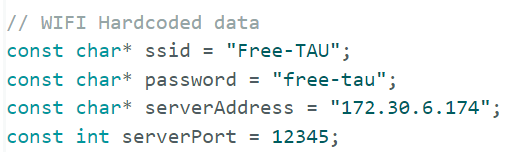 // WIFI Hardcoded data
const char* ssid = "Free-TAU";
const char* password = "free-tau";
const char* serverAddress = "172.30.6.174";
const int serverPort = 12345;